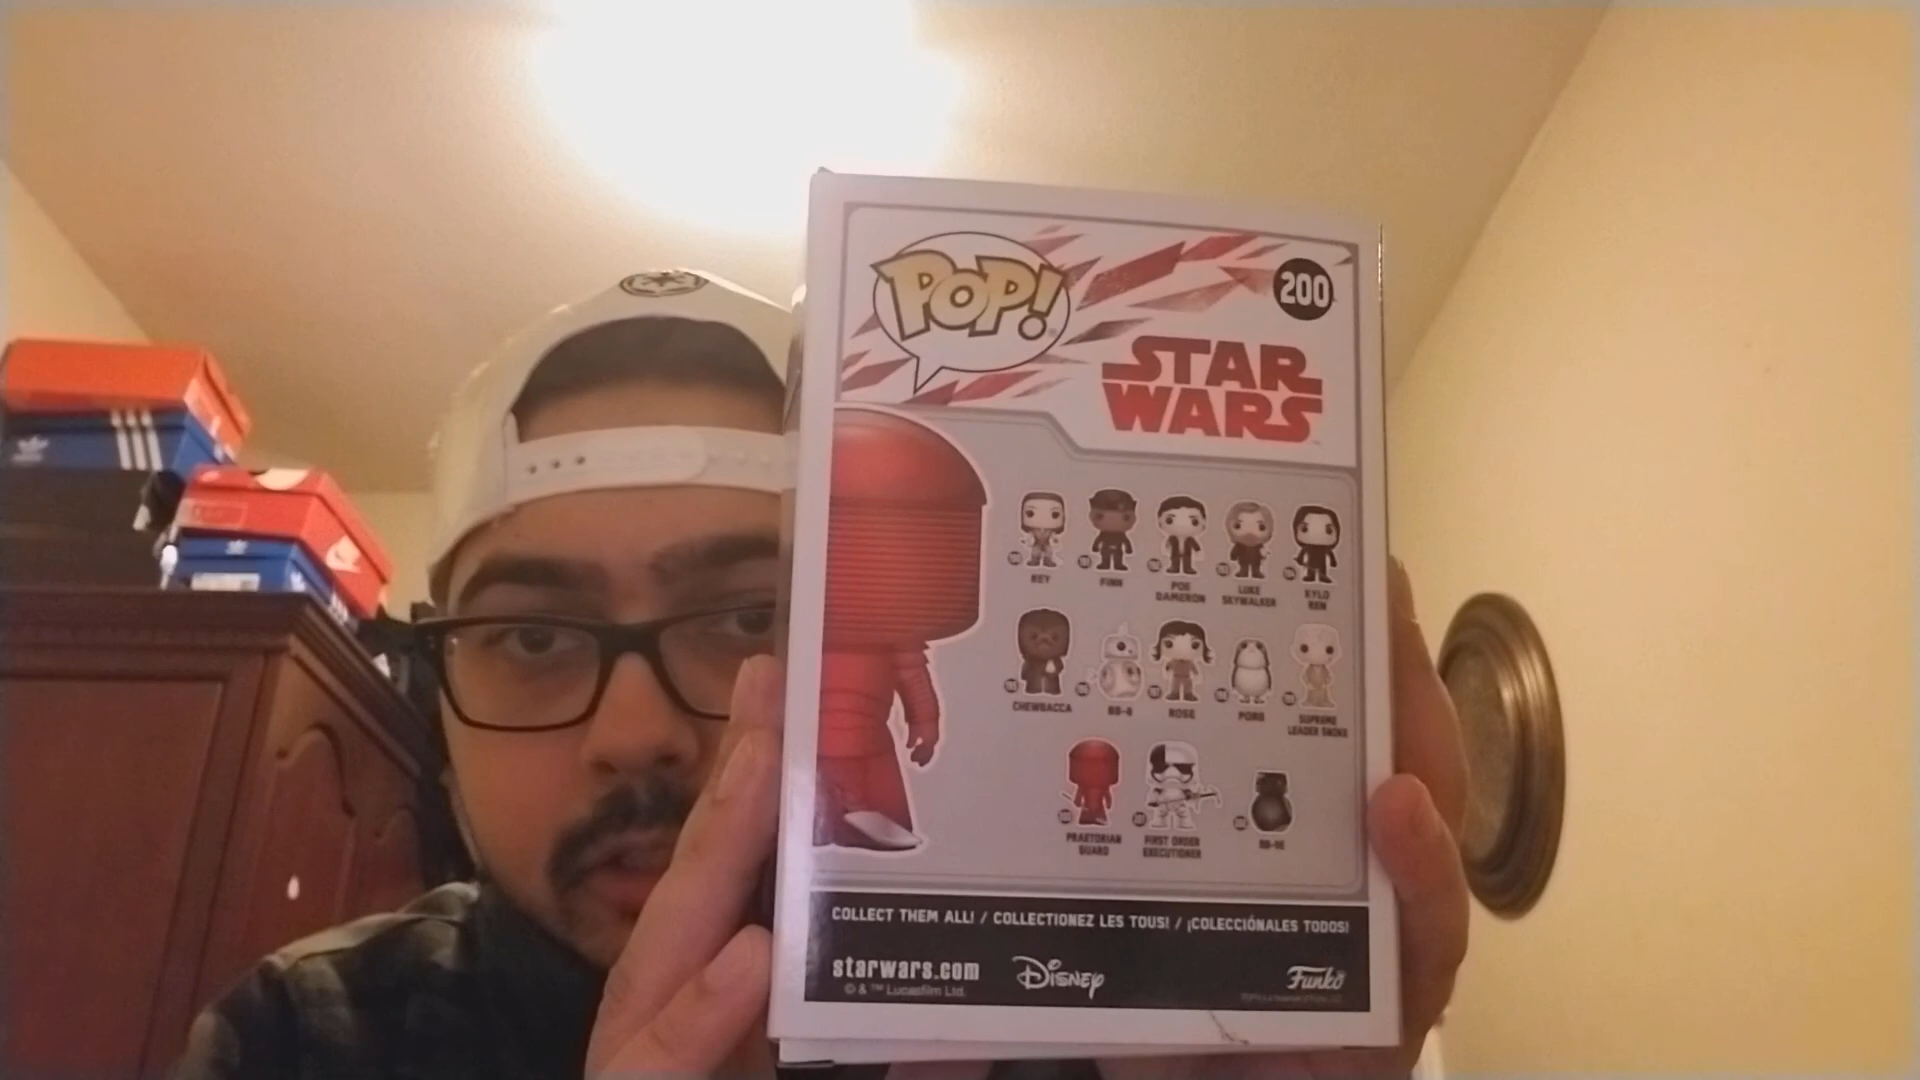 POP!
200
STAR
WARS
REY
FINN
POE
DAMERON
LUKE
SKYWALKER
KYLO
REN
CHEWBACCA
BB-8
ROSE
PORG
SUPREME
LEADER SNOKE
PRAETORIAN
GUARD
FIRST ORDER
EXECUTIONER
BB-9E
COLLECT THEM ALL! / COLLECTIONEZ LES TOUS! / ¡COLECCIÓNALES TODOS!
starwars.com
© & ™ Lucasfilm Ltd.
Disney
Funko